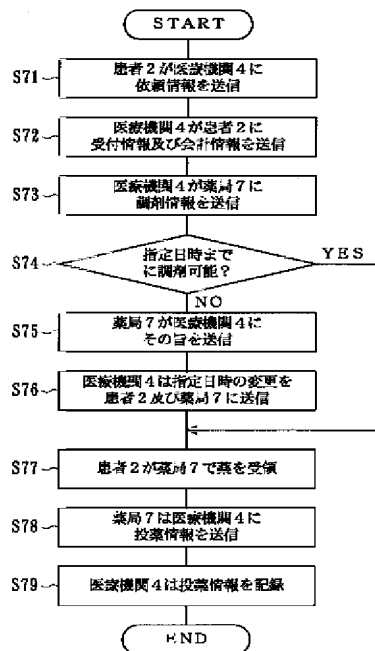 START
S71
患者2が医療機関4に
依頼情報を送信
S72
医療機関4が患者2に
受付情報及び会計情報を送信
S73
医療機関4が薬局7に
調剤情報を送信
S74
指定日時まで
に調剤可能?
YES
NO
S75
薬局7が医療機関4に
その旨を送信
S76
医療機関4は指定日時の変更を
患者2及び薬局7に送信
S77
患者2が薬局7で薬を受領
S78
薬局7は医療機関4に
投薬情報を送信
S79
医療機関4は投薬情報を記録
END